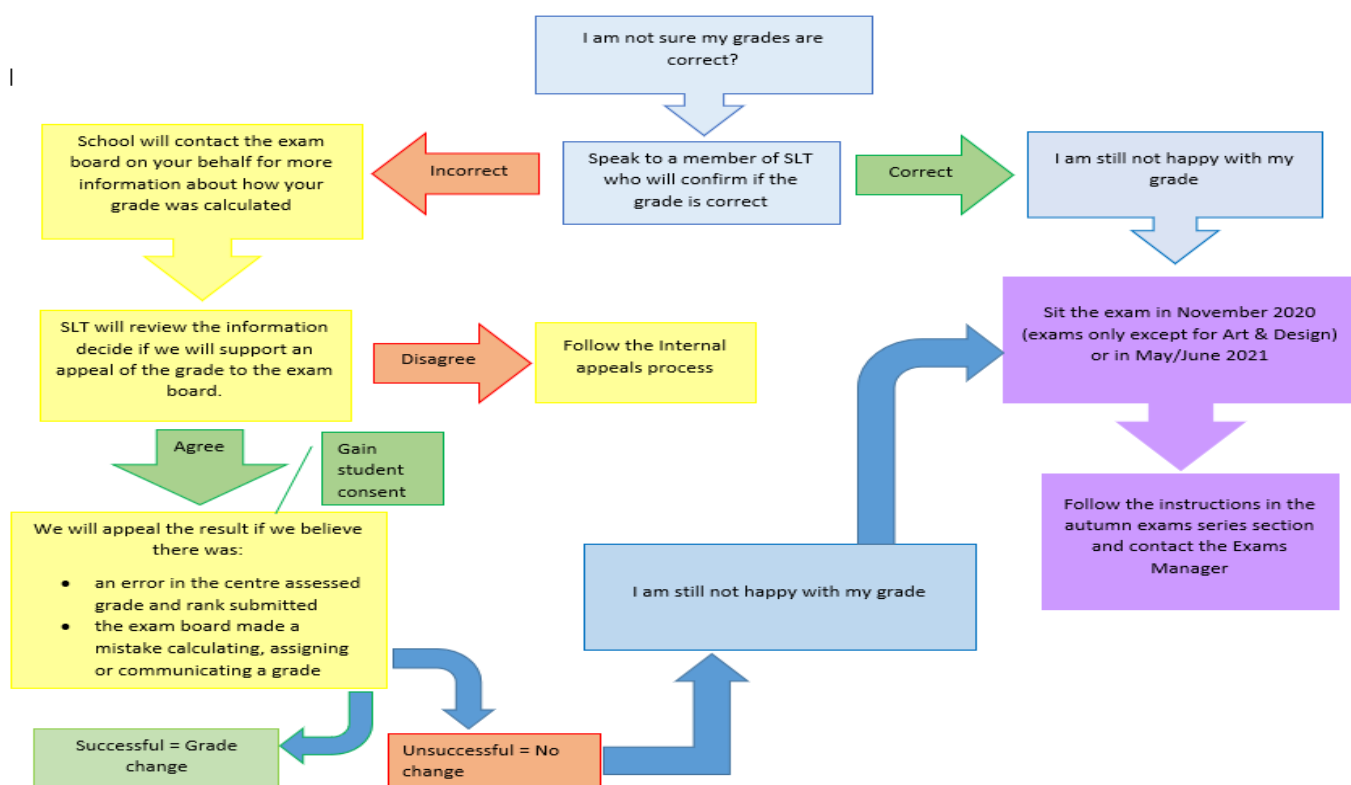 I am not sure my grades are
correct?
|
School will contact the exam
board on your behalf for more
information about how your
grade was calculated
Incorrect
Speak to a member of SLT
who will confirm if the
grade is correct
Correct
I am still not happy with my
grade
SLT will review the information
decide if we will support an
appeal of the grade to the exam
board.
Disagree
Follow the Internal
appeals process
Sit the exam in November 2020
(exams only except for Art & Design)
or in May/June 2021
Agree
Gain
student
consent
We will appeal the result if we believe
there was:
• an error in the centre assessed
grade and rank submitted
• the exam board made a
mistake calculating, assigning
or communicating a grade
I am still not happy with my grade
Follow the instructions in the
autumn exams series section
and contact the Exams
Manager
Successful = Grade
change
Unsuccessful = No
change